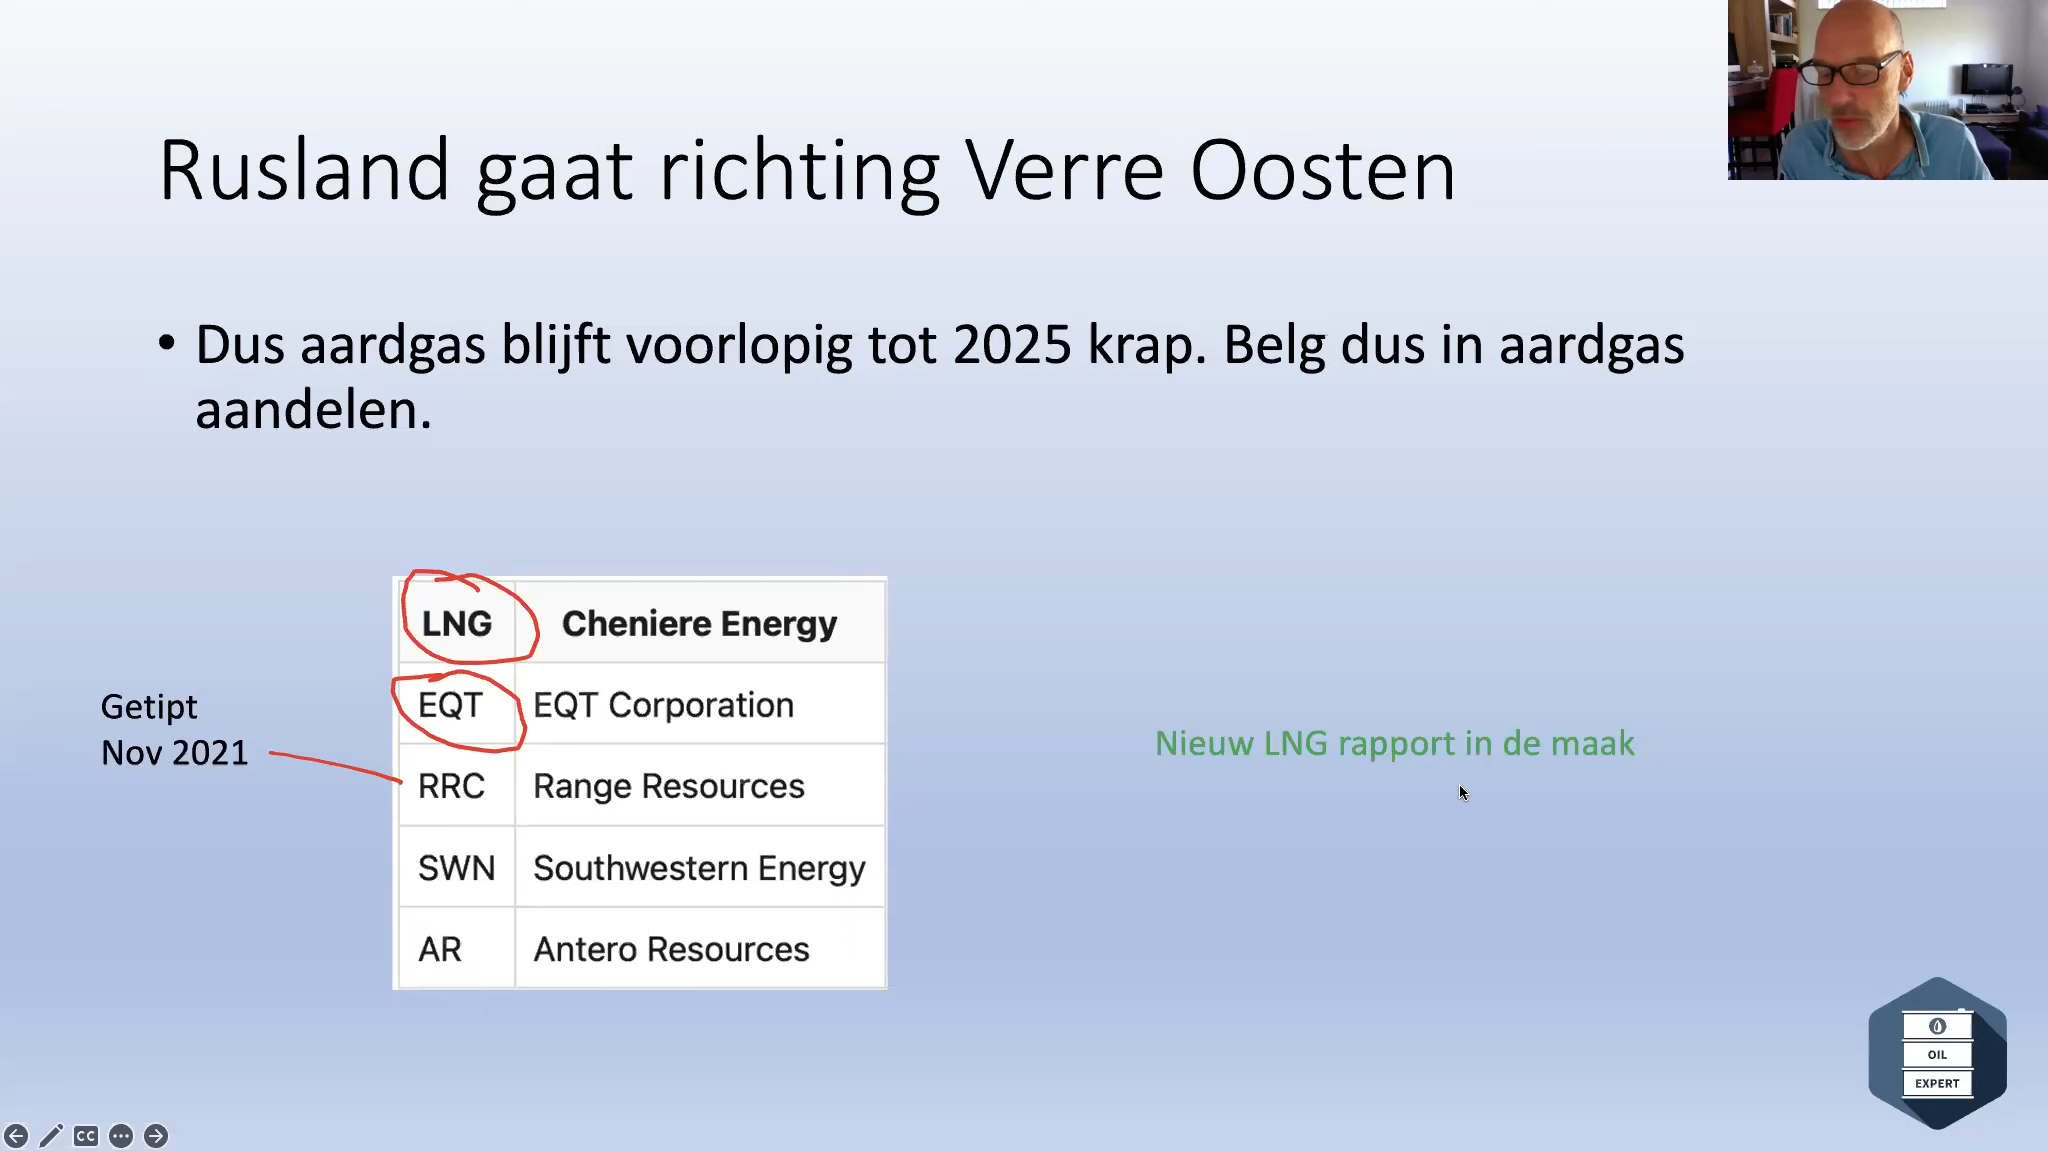 Rusland gaat richting Verre Oosten
• Dus aardgas blijft voorlopig tot 2025 krap. Belg dus in aardgas
aandelen.
LNG Cheniere Energy
EQT EQT Corporation
RRC Range Resources
SWN Southwestern Energy
AR Antero Resources
Getipt
Nov 2021
Nieuw LNG rapport in de maak
OIL
EXPERT
CC